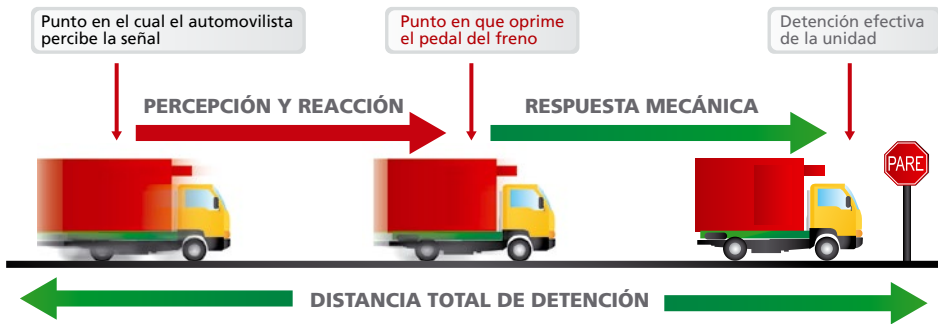 Punto en el cual el automovilista
percibe la señal
Punto en que oprime
el pedal del freno
Detención efectiva
de la unidad
PERCEPCIÓN Y REACCIÓN
RESPUESTA MECÁNICA
PARE
DISTANCIA TOTAL DE DETENCIÓN